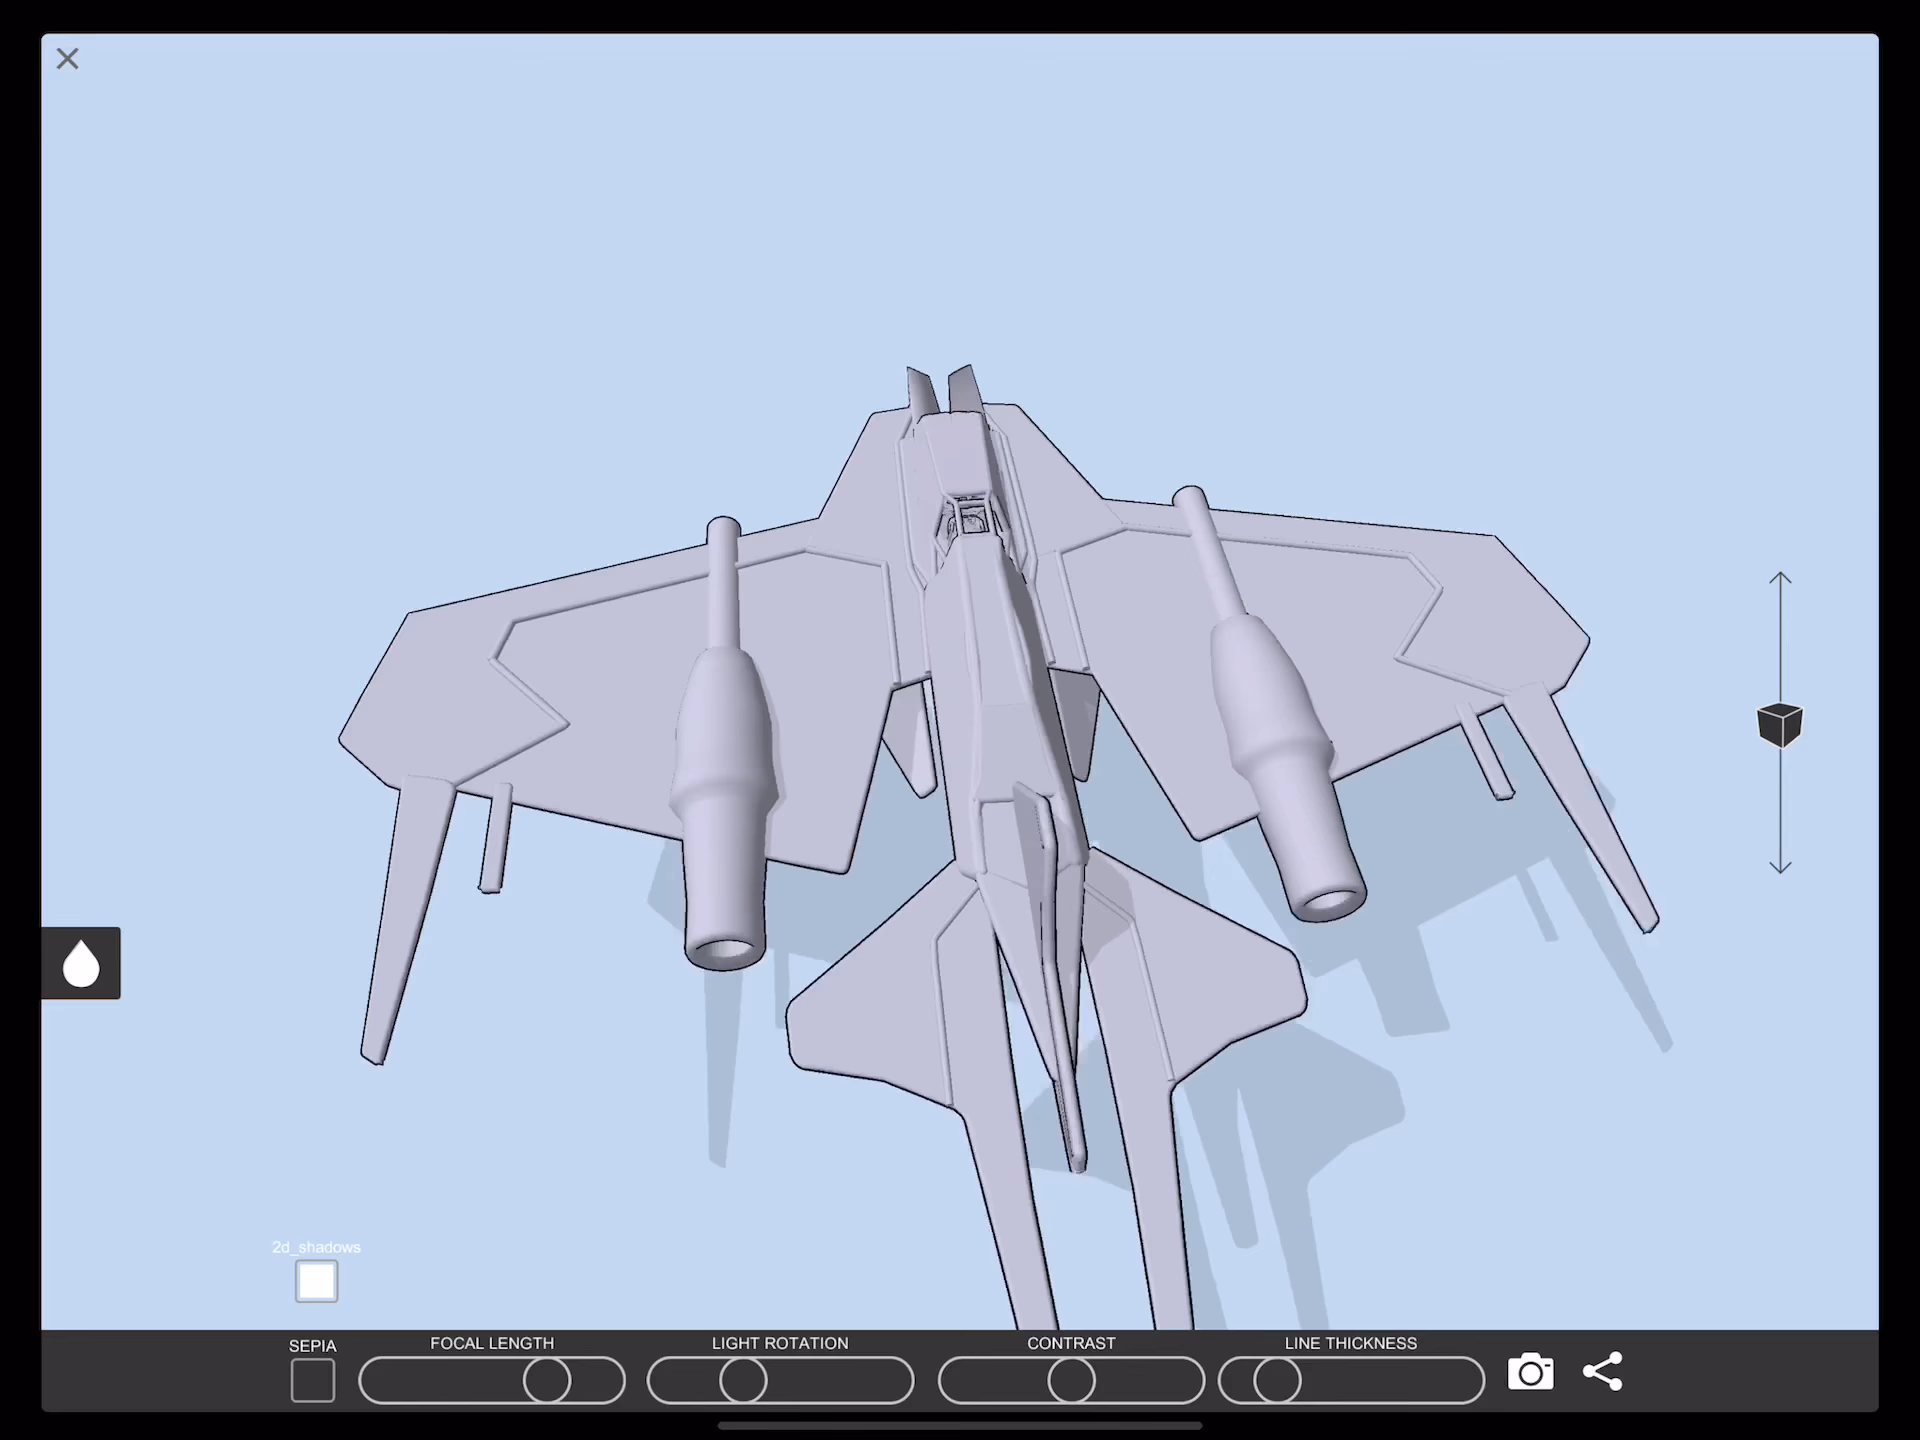 2d_shadows
SEPIA
FOCAL LENGTH
LIGHT ROTATION
CONTRAST
LINE THICKNESS